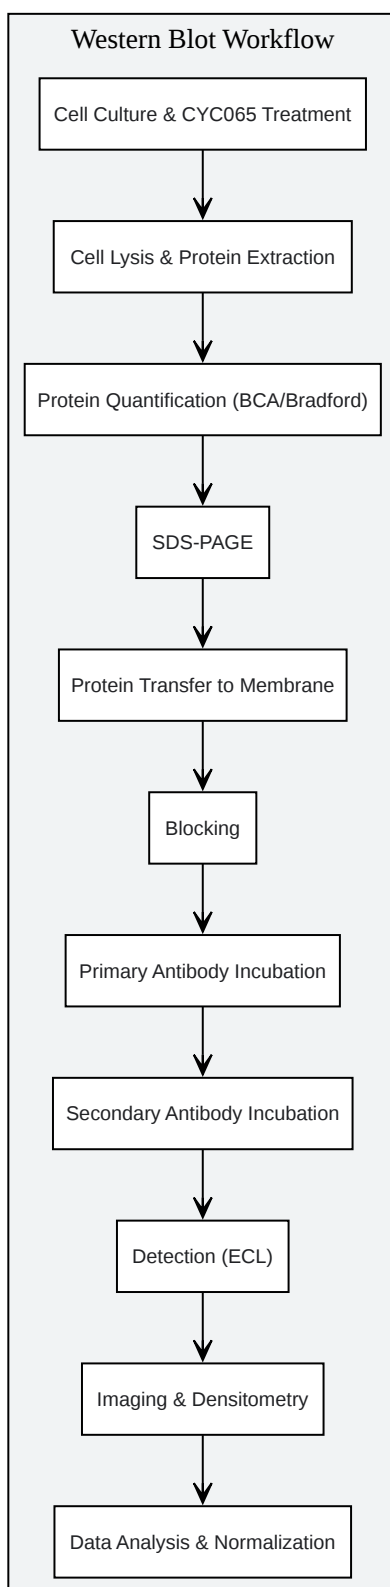 Western Blot Workflow
Cell Culture & CYC065 Treatment
Cell Lysis & Protein Extraction
Protein Quantification (BCA/Bradford)
SDS-PAGE
Protein Transfer to Membrane
Blocking
Primary Antibody Incubation
Secondary Antibody Incubation
Detection (ECL)
Imaging & Densitometry
Data Analysis & Normalization